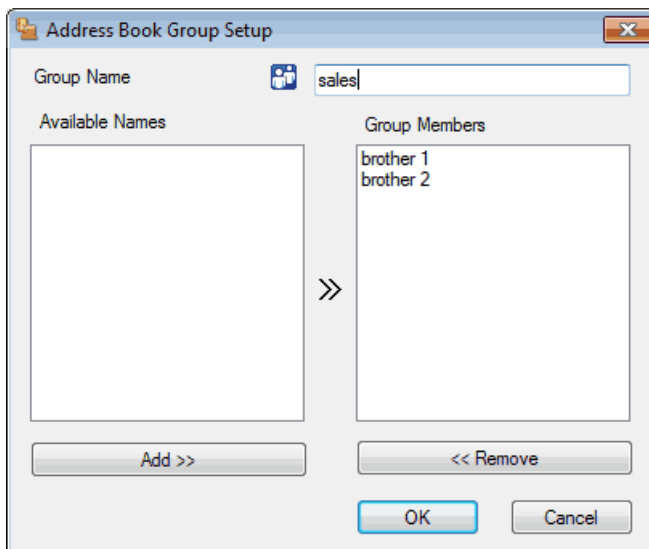 Address Book Group Setup
Group Name
sales
Available Names
Group Members
brother 1
brother 2
Add >>
<< Remove
OK
Cancel